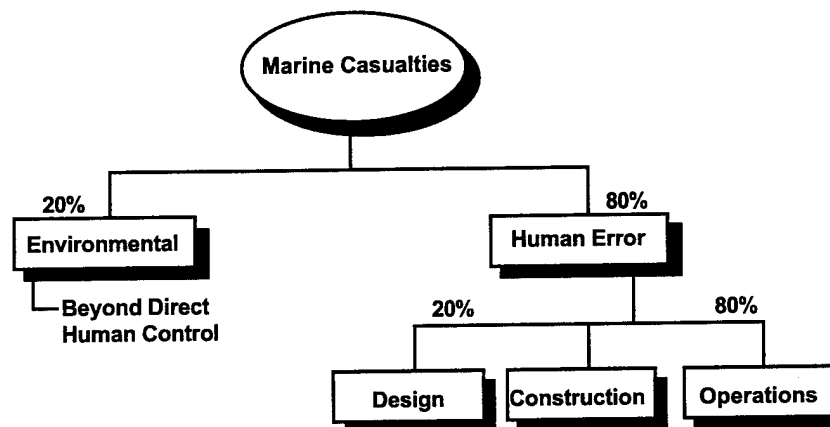 Marine Casualties
20%
80%
Environmental
Human Error
Beyond Direct
Human Control
20%
80%
Design
Construction
Operations